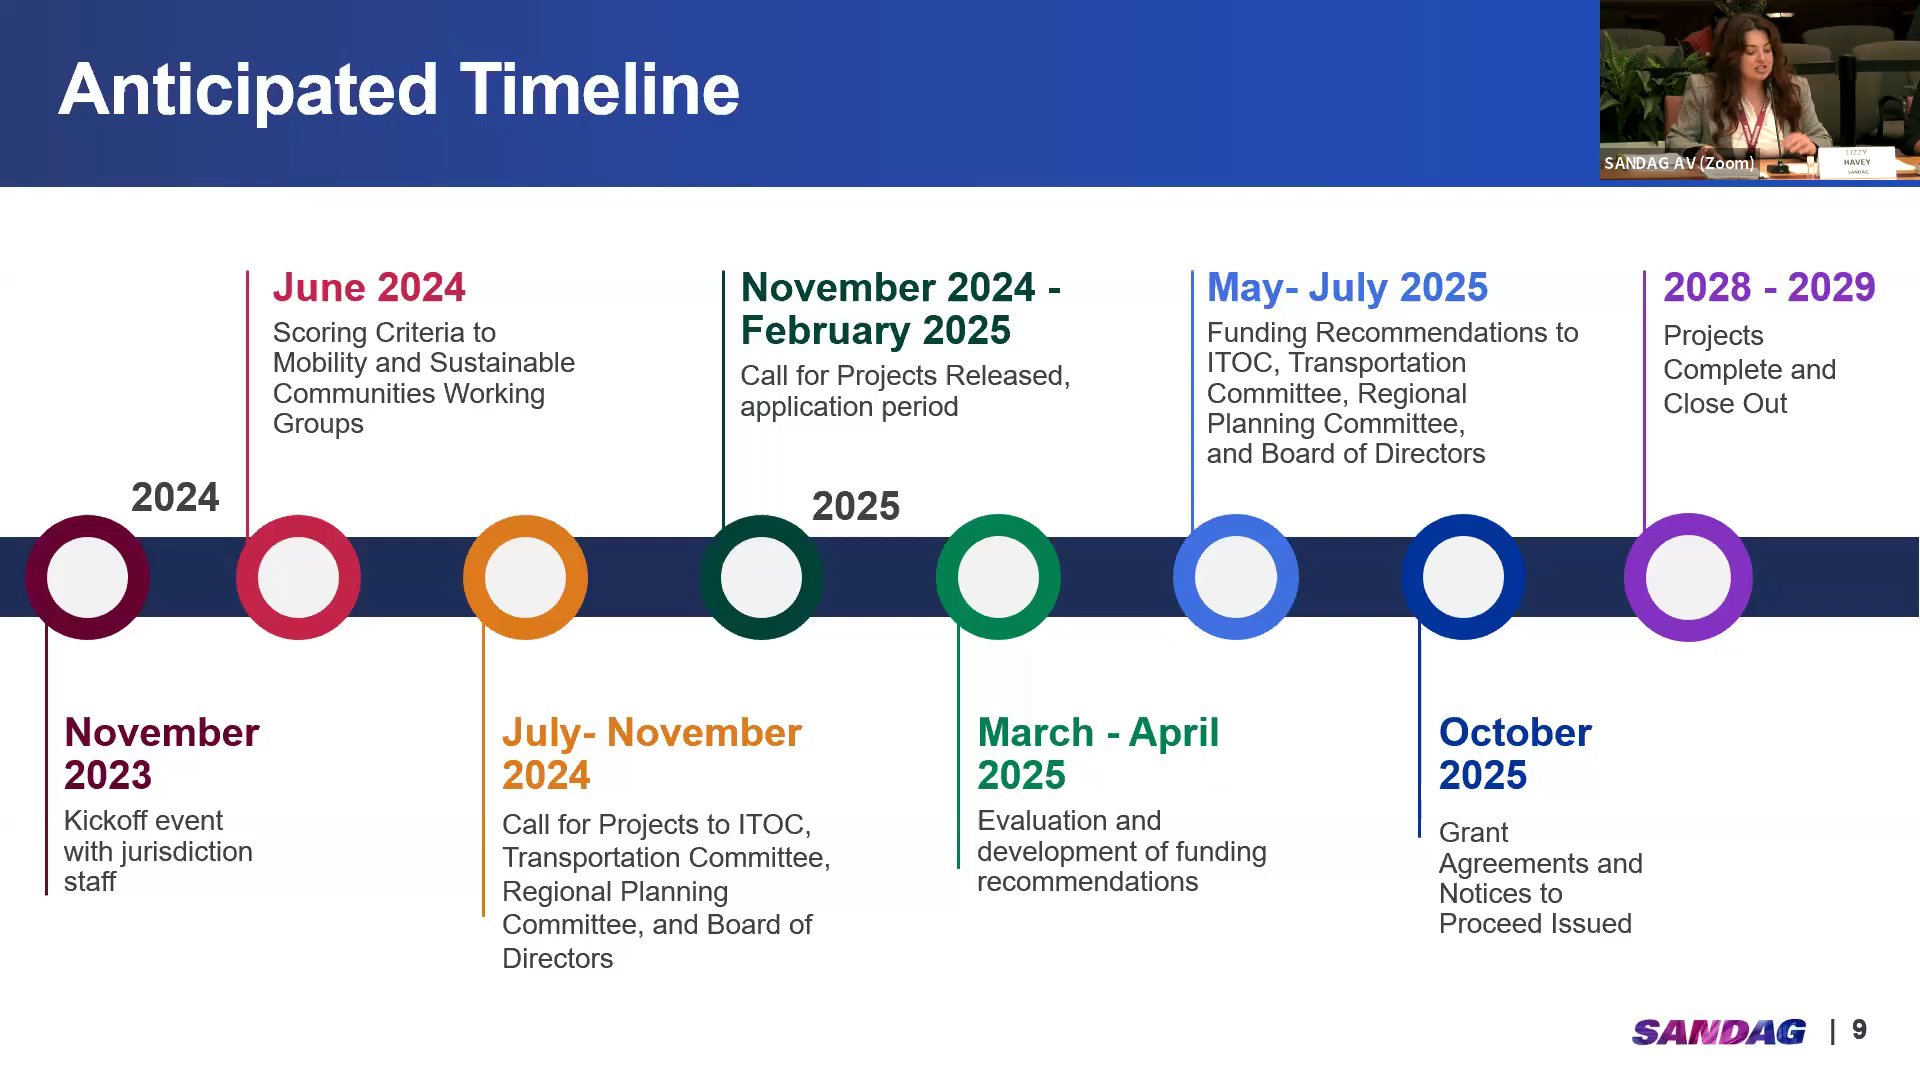 Anticipated Timeline
SANDAG AV (Zoom)
LIZZY
HAVEY
SANDAG
June 2024
Scoring Criteria to
Mobility and Sustainable
Communities Working
Groups
November 2024 -
February 2025
Call for Projects Released,
application period
May- July 2025
Funding Recommendations to
ITOC, Transportation
Committee, Regional
Planning Committee,
and Board of Directors
2028 - 2029
Projects
Complete and
Close Out
2024
2025
November
2023
Kickoff event
with jurisdiction
staff
July- November
2024
Call for Projects to ITOC,
Transportation Committee,
Regional Planning
Committee, and Board of
Directors
March - April
2025
Evaluation and
development of funding
recommendations
October
2025
Grant
Agreements and
Notices to
Proceed Issued
SANDAG | 9